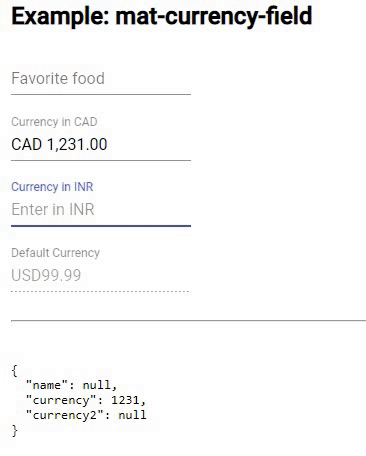 Example: mat-currency-field
Favorite food
Currency in CAD
CAD 1,231.00
Currency in INR
Enter in INR
Default Currency
USD99.99
{
  "name": null,
  "currency": 1231,
  "currency2": null
}